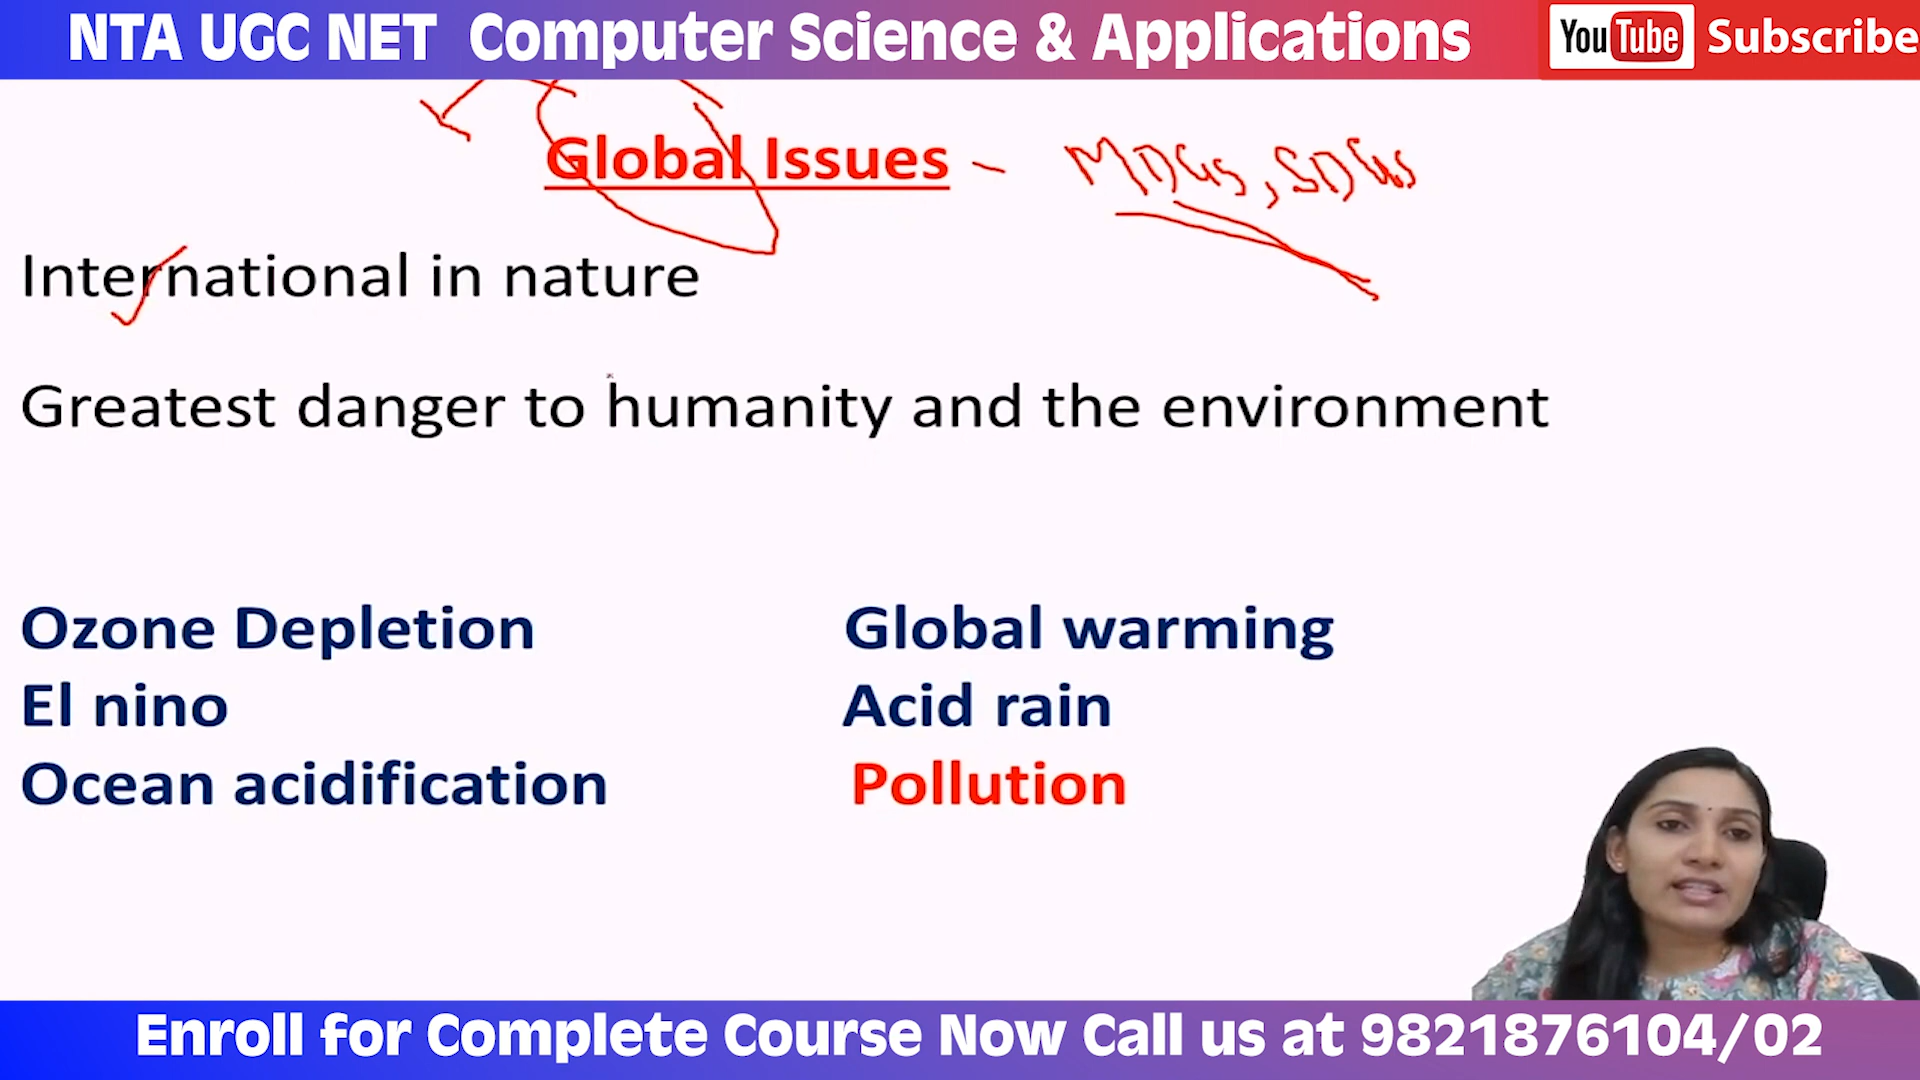 NTA UGC NET Computer Science & Applications
YouTube Subscribe
Global Issues - MDGs, SDGs
International in nature
Greatest danger to humanity and the environment
Ozone Depletion Global warming
El nino Acid rain
Ocean acidification Pollution
Enroll for Complete Course Now Call us at 9821876104/02